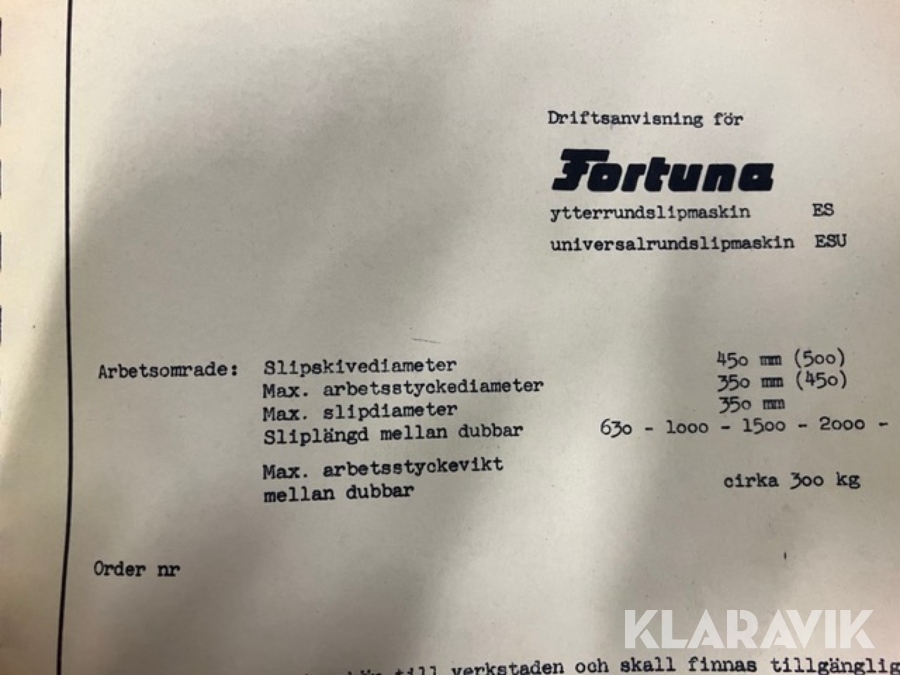 Driftsanvisning för
Fortuna
ytterrundslipmaskin ES
universalrundslipmaskin ESU
Arbetsomrade: Slipskivediameter 450 mm (500)
Max. arbetsstyckediameter 350 mm (450)
Max. slipdiameter 350 mm
Sliplängd mellan dubbar 630 - 1000 - 1500 - 2000 -
Max. arbetsstyckevikt
mellan dubbar cirka 300 kg
Order nr
KLARAVIK
till verkstaden och skall finnas tillgänglig